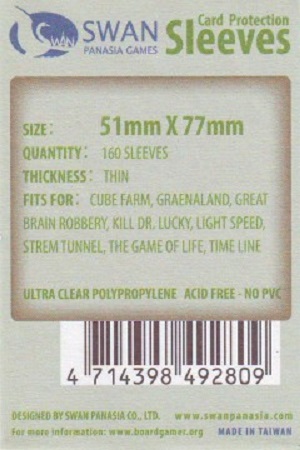 SWAN
PANASIA GAMES
Card Protection
Sleeves
SIZE: 51mm X 77mm
QUANTITY: 160 SLEEVES
THICKNESS: THIN
FITS FOR: CUBE FARM, GRAENALAND, GREAT
BRAIN ROBBERY, KILL DR. LUCKY, LIGHT SPEED,
STREM TUNNEL, THE GAME OF LIFE, TIME LINE
ULTRA CLEAR POLYPROPYLENE ACID FREE - NO PVC
4 714398 492809
DESIGNED BY SWAN PANASIA CO., LTD. www.swanpanasia.com
For more information: www.boardgamer.org MADE IN TAIWAN